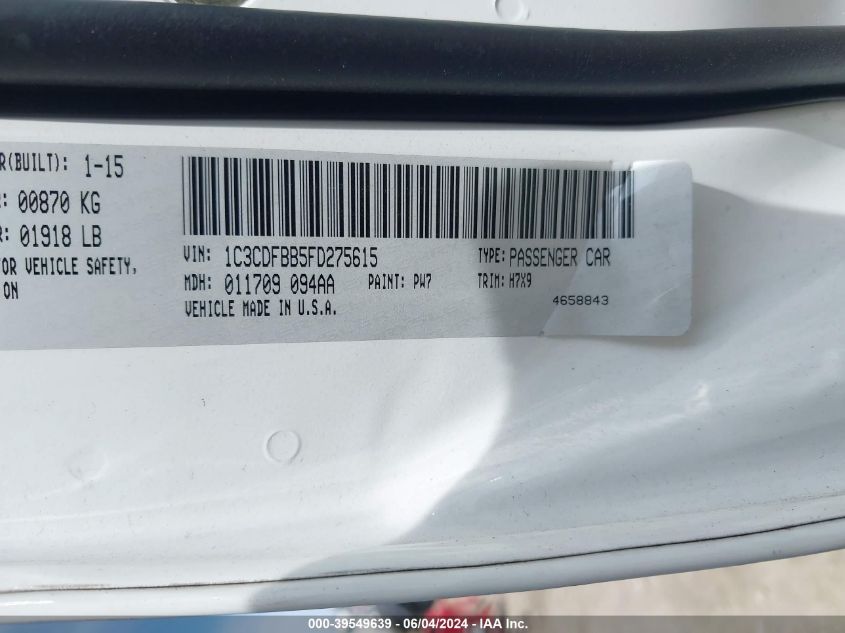 R(BUILT): 1-15
: 00870 KG
R: 01918 LB
OR VEHICLE SAFETY,
ON
VIN: 1C3CDFBB5FD275615 TYPE: PASSENGER CAR
MDH: 011709 094AA PAINT: PW7 TRIM: H7X9
VEHICLE MADE IN U.S.A. 4658843
000-39549639 - 06/04/2024 - IAAI Inc.